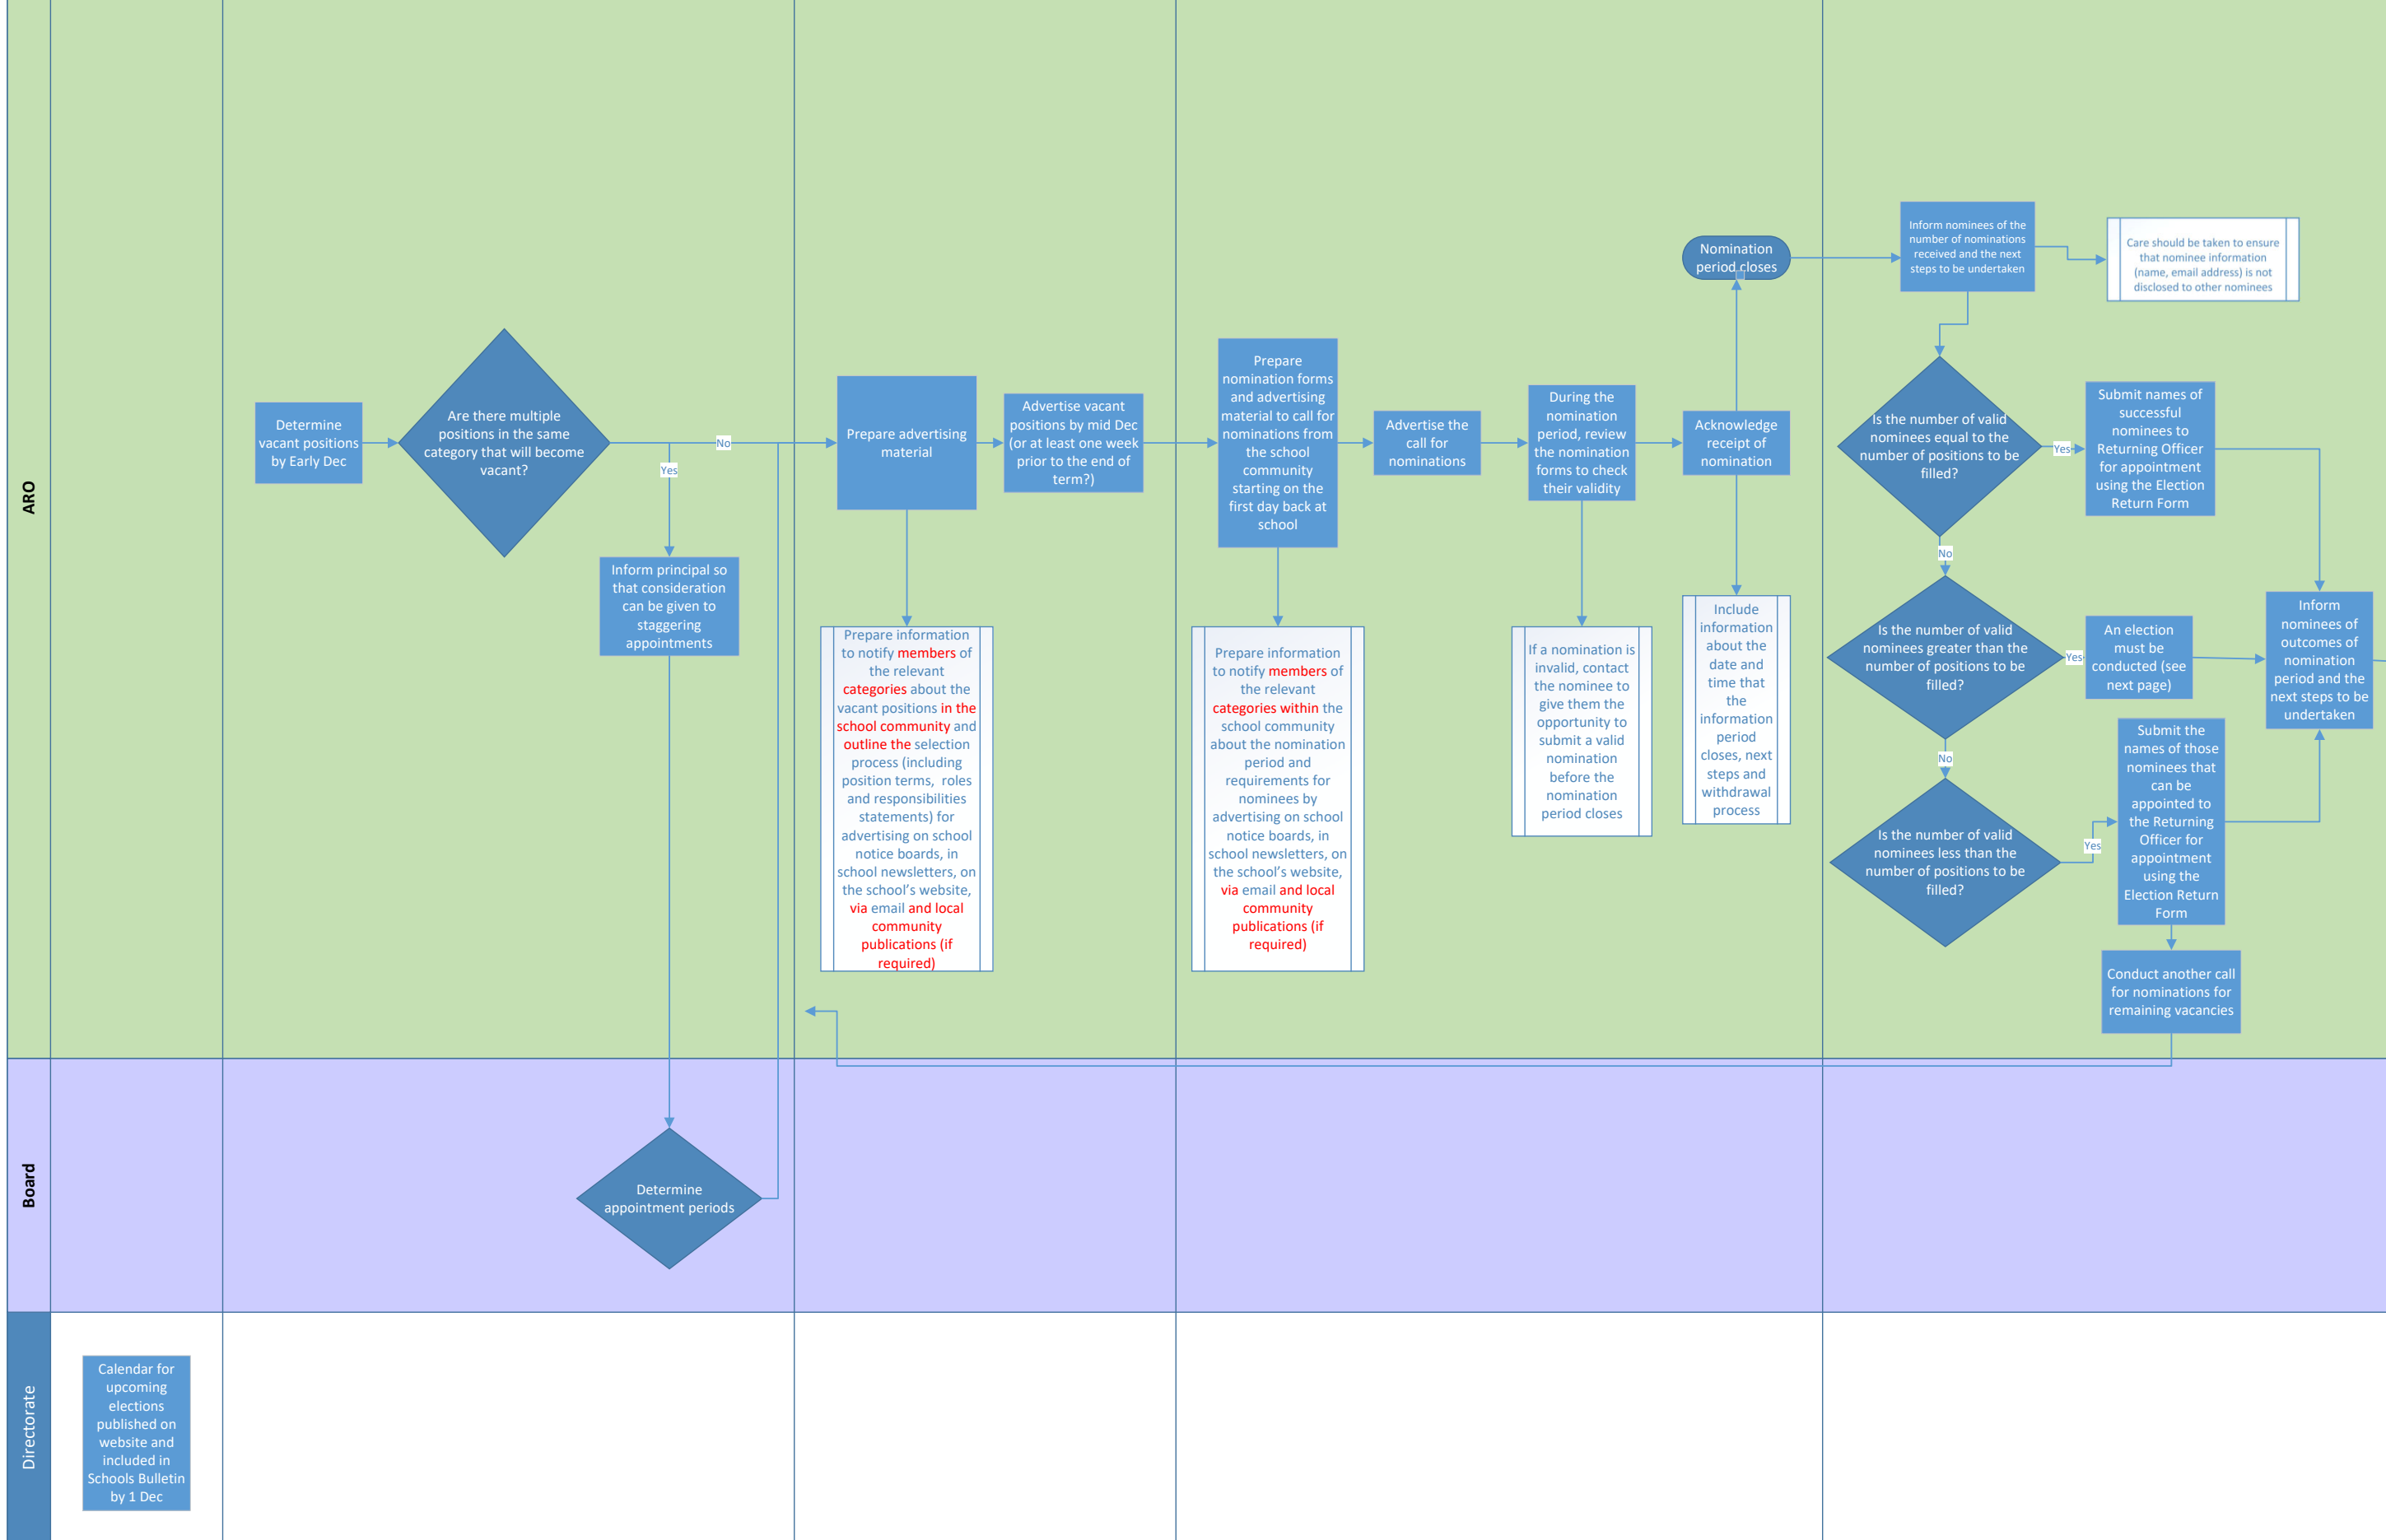 ARO
Determine
vacant positions
by Early Dec
Are there multiple
positions in the same
category that will become
vacant?
No
Yes
Inform principal so
that consideration
can be given to
staggering
appointments
Prepare advertising
material
Advertise vacant
positions by mid Dec
(or at least one week
prior to the end of
term?)
Prepare information
to notify members of
the relevant
categories about the
vacant positions in the
school community and
outline the selection
process (including
position terms, roles
and responsibilities
statements) for
advertising on school
notice boards, in
school newsletters, on
the school's website,
via email and local
community
publications (if
required)
Prepare
nomination forms
and advertising
material to call for
nominations from
the school
community
starting on the
first day back at
school
Prepare information
to notify members of
the relevant
categories within the
school community
about the nomination
period and
requirements for
nominees by
advertising on school
notice boards, in
school newsletters, on
the school's website,
via email and local
community
publications (if
required)
Advertise the
call for
nominations
During the
nomination
period, review
the nomination
forms to check
their validity
If a nomination is
invalid, contact
the nominee to
give them the
opportunity to
submit a valid
nomination
before the
nomination
period closes
Acknowledge
receipt of
nomination
Include
information
about the
date and
time that
the
information
period
closes, next
steps and
withdrawal
process
Nomination
period closes
Inform nominees of the
number of nominations
received and the next
steps to be undertaken
Care should be taken to ensure
that nominee information
(name, email address) is not
disclosed to other nominees
Is the number of valid
nominees equal to the
number of positions to be
filled?
Yes
Submit names of
successful
nominees to
Returning Officer
for appointment
using the Election
Return Form
No
Is the number of valid
nominees greater than the
number of positions to be
filled?
Yes
An election
must be
conducted (see
next page)
Inform
nominees of
outcomes of
nomination
period and the
next steps to be
undertaken
No
Is the number of valid
nominees less than the
number of positions to be
filled?
Yes
Submit the
names of those
nominees that
can be
appointed to
the Returning
Officer for
appointment
using the
Election Return
Form
Conduct another call
for nominations for
remaining vacancies
Board
Determine
appointment periods
Directorate
Calendar for
upcoming
elections
published on
website and
included in
Schools Bulletin
by 1 Dec